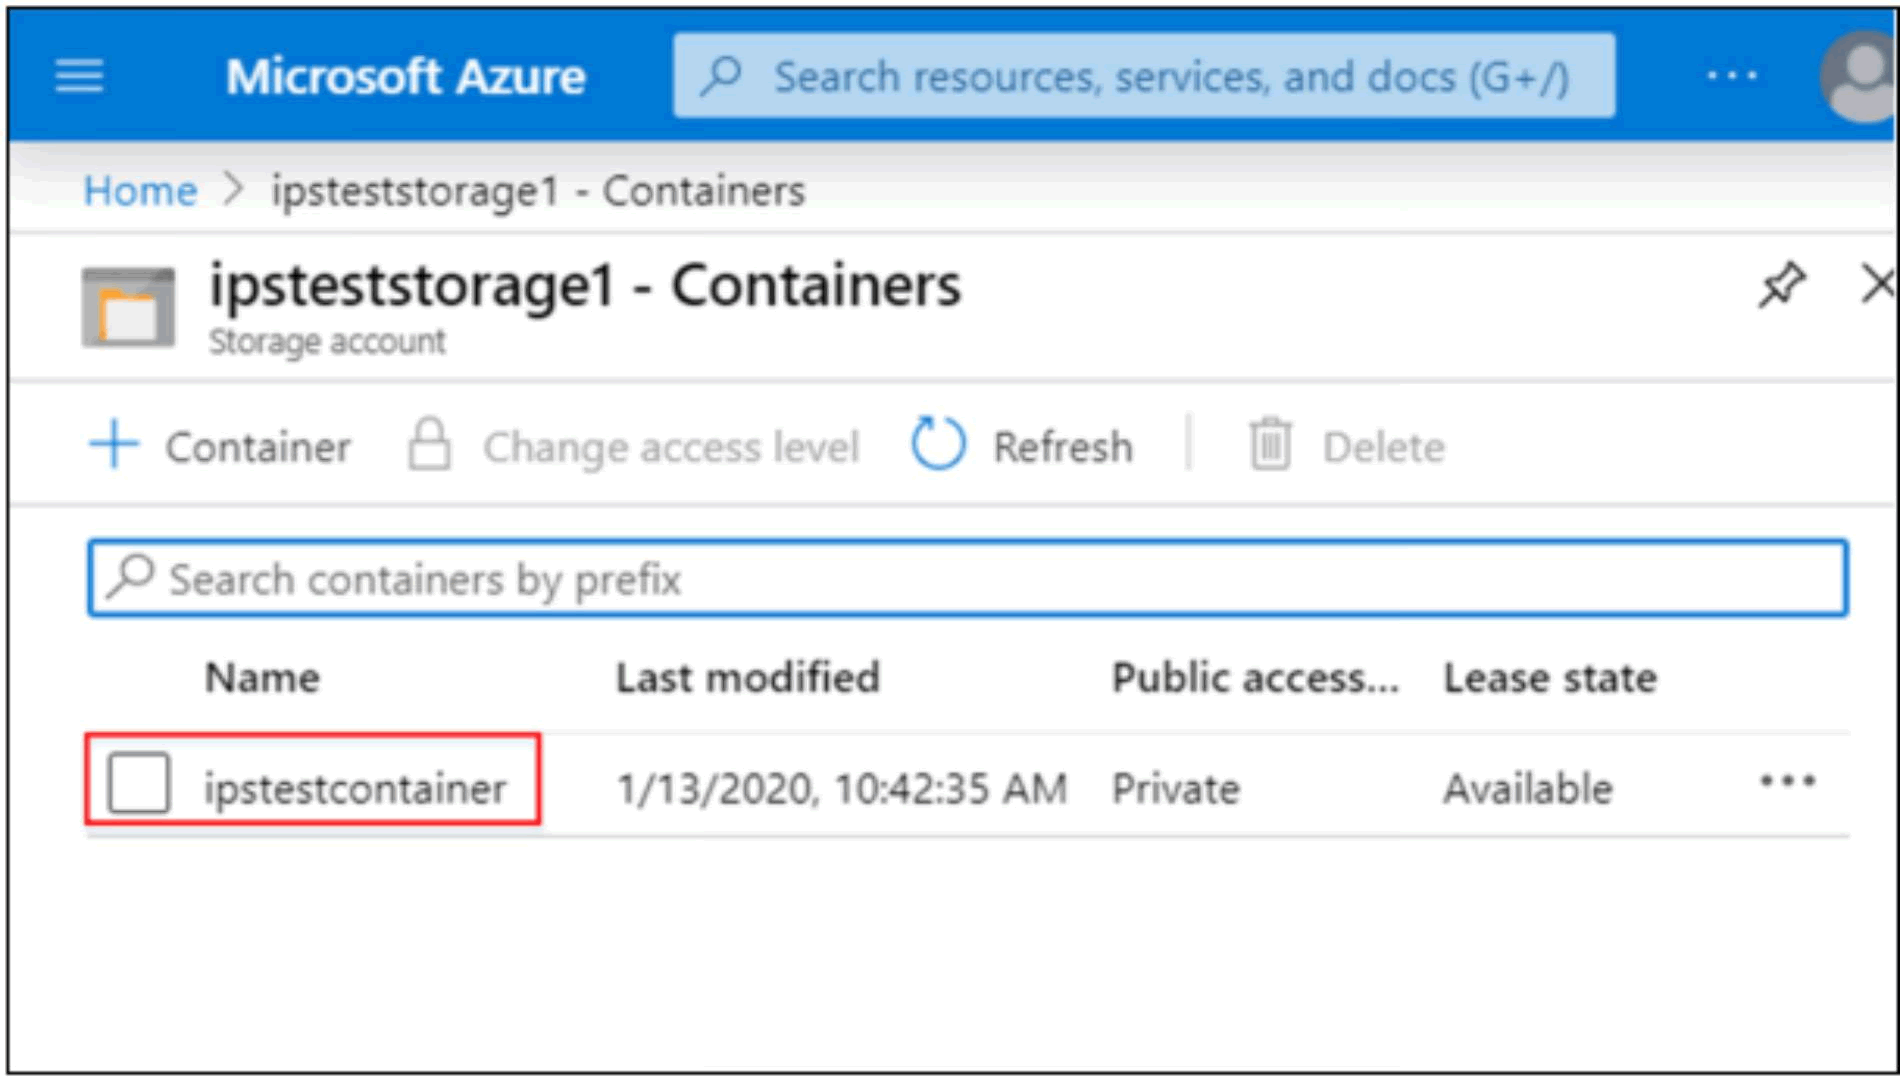 Microsoft Azure Search resources, services, and docs (G+/) ...
Home > ipsteststorage1 - Containers
ipsteststorage1 - Containers
Storage account
+ Container Change access level Refresh | Delete
Search containers by prefix
Name Last modified Public access... Lease state
ipstestcontainer 1/13/2020, 10:42:35 AM Private Available ...